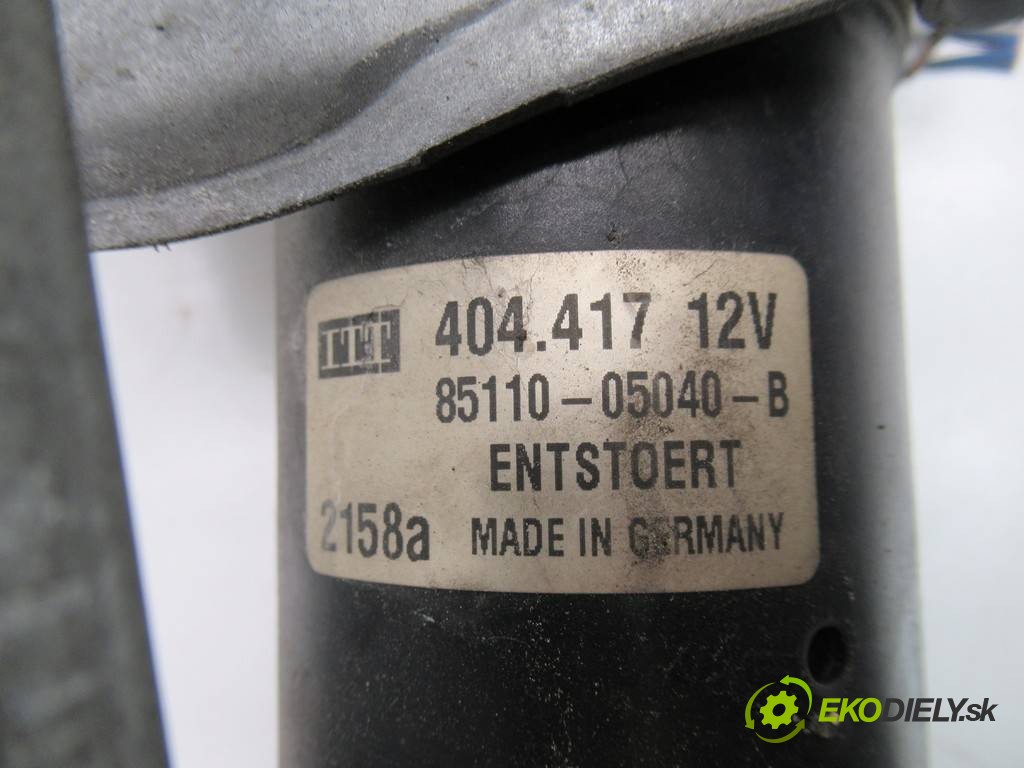 ITT 404.417 12V
85110-05040-B
ENTSTOERT
2158a MADE IN GERMANY
EKODIELY.sk